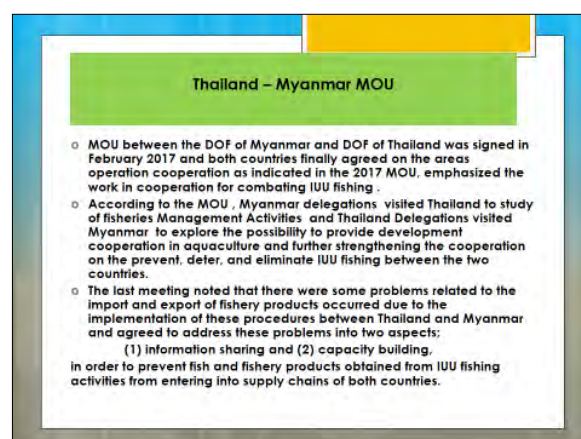 Thailand – Myanmar MOU
MOU between the DOF of Myanmar and DOF of Thailand was signed in
February 2017 and both countries finally agreed on the areas
operation cooperation as indicated in the 2017 MOU, emphasized the
work in cooperation for combating IUU fishing .
According to the MOU , Myanmar delegations visited Thailand to study
of fisheries Management Activities and Thailand Delegations visited
Myanmar to explore the possibility to provide development
cooperation in aquaculture and further strengthening the cooperation
on the prevent, deter, and eliminate IUU fishing between the two
countries.
The last meeting noted that there were some problems related to the
import and export of fishery products occurred due to the
implementation of these procedures between Thailand and Myanmar
and agreed to address these problems into two aspects;
(1) information sharing and (2) capacity building,
in order to prevent fish and fishery products obtained from IUU fishing
activities from entering into supply chains of both countries.